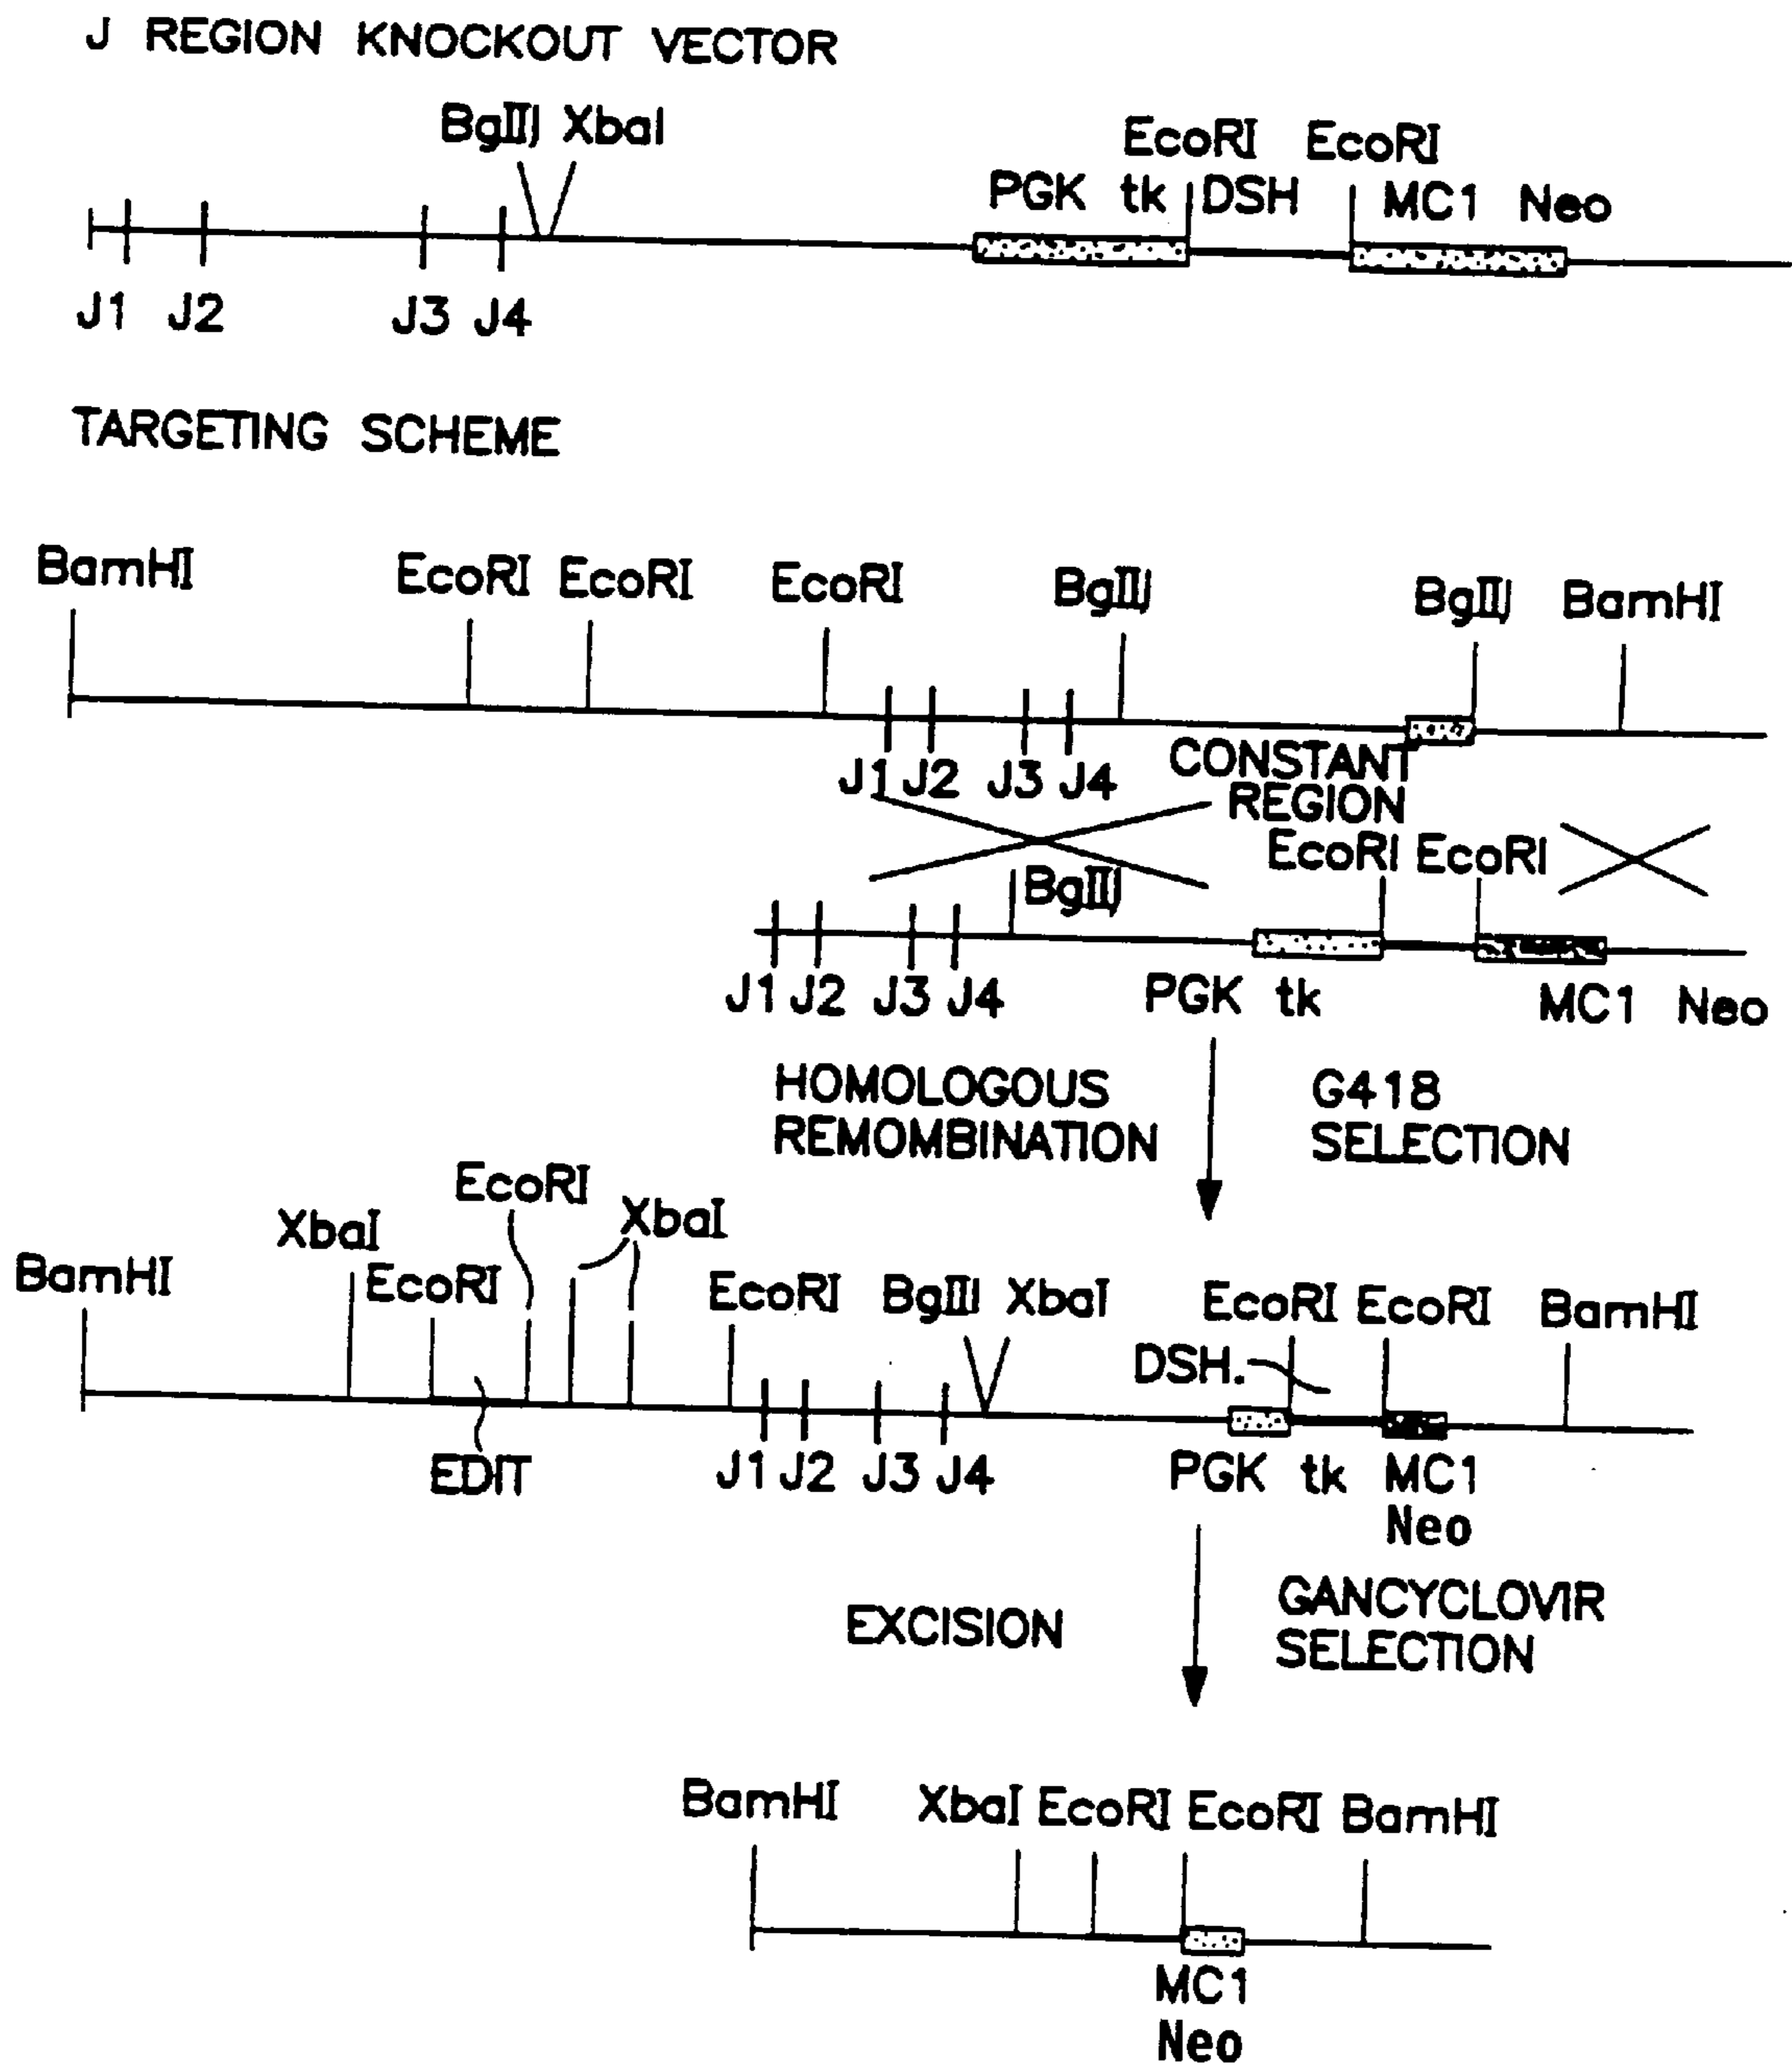 J REGION KNOCKOUT VECTOR
BglII XbaI
EcoRI EcoRI
PGK tk DSH MC1 Neo
J1 J2 J3 J4
TARGETING SCHEME
BamHI EcoRI EcoRI EcoRI BglII BglII BamHI
J1 J2 J3 J4 CONSTANT
REGION
EcoRI EcoRI
BglII
J1 J2 J3 J4 PGK tk MC1 Neo
HOMOLOGOUS G418
REMOMBINATION SELECTION
EcoRI
XbaI XbaI
BamHI EcoRI EcoRI BglII XbaI EcoRI EcoRI BamHI
DSH.
EDIT J1 J2 J3 J4 PGK tk MC1
Neo
EXCISION GANCYCLOVIR
SELECTION
BamHI XbaI EcoRI EcoRI BamHI
MC1
Neo